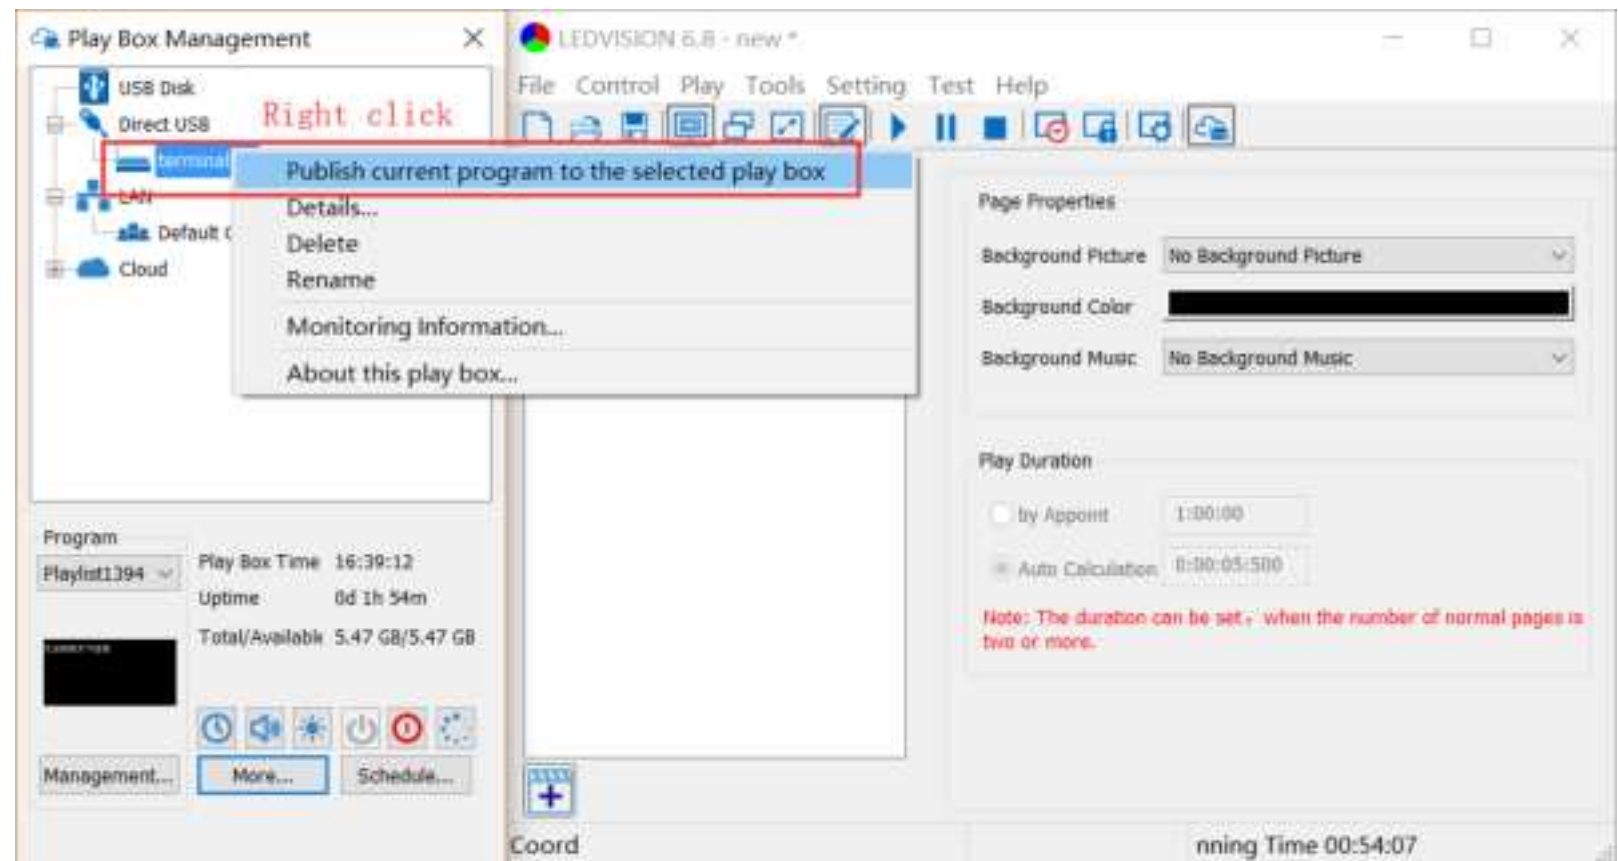 Play Box Management
USB Disk
Direct USB
Right click
terminal
LAN
Default
Cloud
Publish current program to the selected play box
Details...
Delete
Rename
Monitoring Information...
About this play box...
Program
Playlist1394
Play Box Time 16:39:12
Uptime 0d 1h 54m
Total/Available 5.47 GB/5.47 GB
Management...
More...
Schedule...
LEDVISION 6.8 - new *
File Control Play Tools Setting Test Help
Page Properties
Background Picture No Background Picture
Background Color
Background Music No Background Music
Play Duration
by Appoint 1:00:00
Auto Calculation 0:00:05:500
Note: The duration can be set, when the number of normal pages is
two or more.
Coord
nning Time 00:54:07